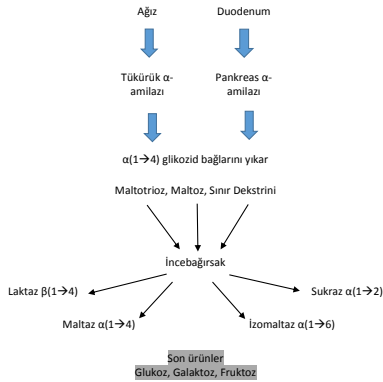 Ağız
Duodenum
Tükürük α-
amilazı
Pankreas α-
amilazı
α(1→4) glikozid bağlarını yıkar
Maltotrioz, Maltoz, Sınır Dekstrini
İncebağırsak
Laktaz β(1→4)
Sukraz α(1→2)
Maltaz α(1→4)
İzomaltaz α(1→6)
Son ürünler
Glukoz, Galaktoz, Fruktoz